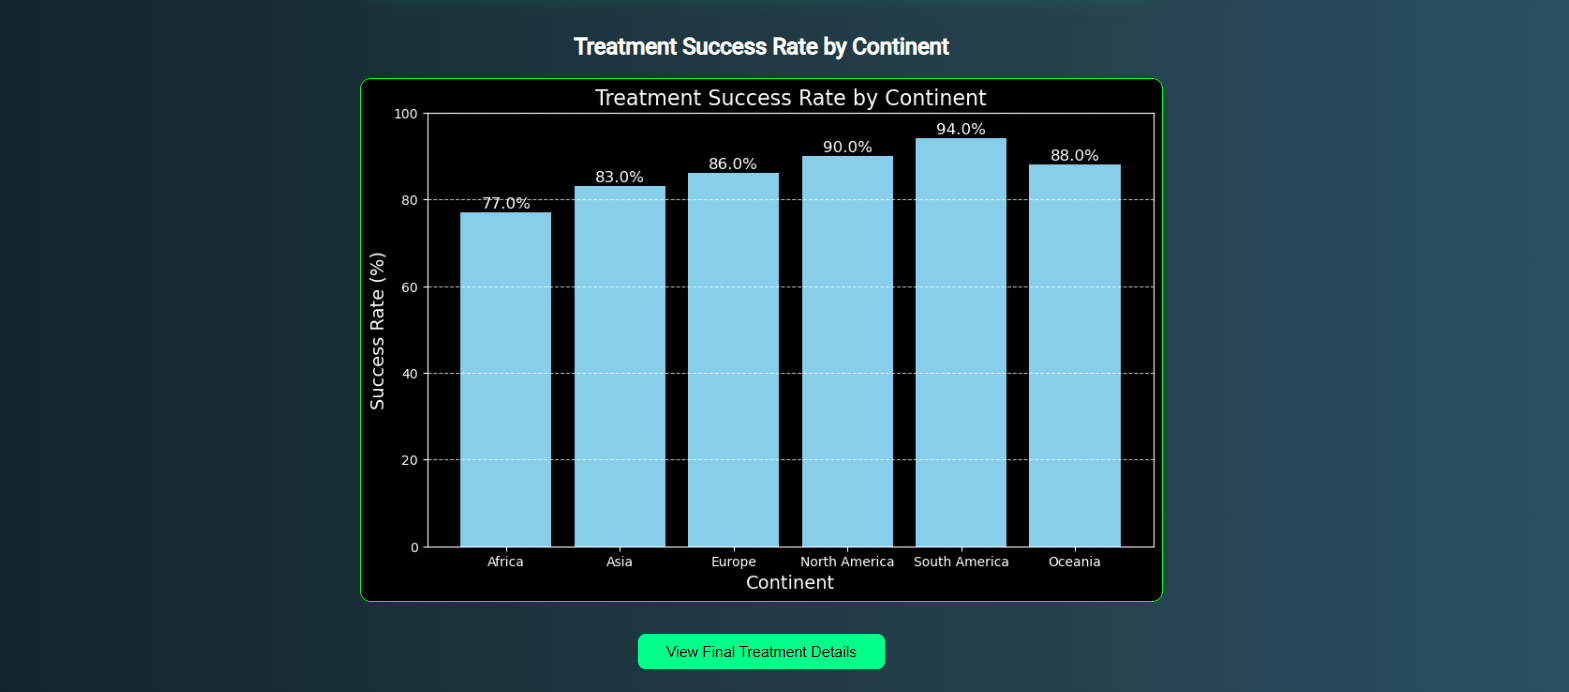 Treatment Success Rate by Continent
Treatment Success Rate by Continent
100
80
60
40
20
0
Success Rate (%)
77.0%
83.0%
86.0%
90.0%
94.0%
88.0%
Africa
Asia
Europe
North America
South America
Oceania
Continent
View Final Treatment Details